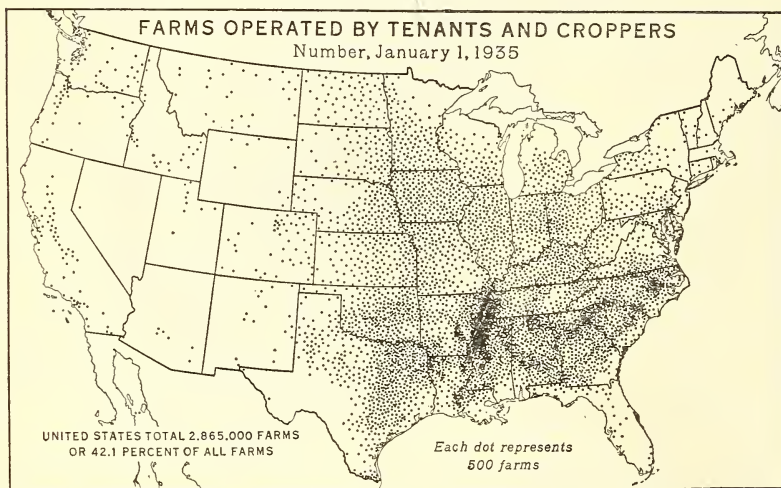 FARMS OPERATED BY TENANTS AND CROPPERS
Number, January 1, 1935
UNITED STATES TOTAL 2,865,000 FARMS
OR 42.1 PERCENT OF ALL FARMS
Each dot represents
500 farms